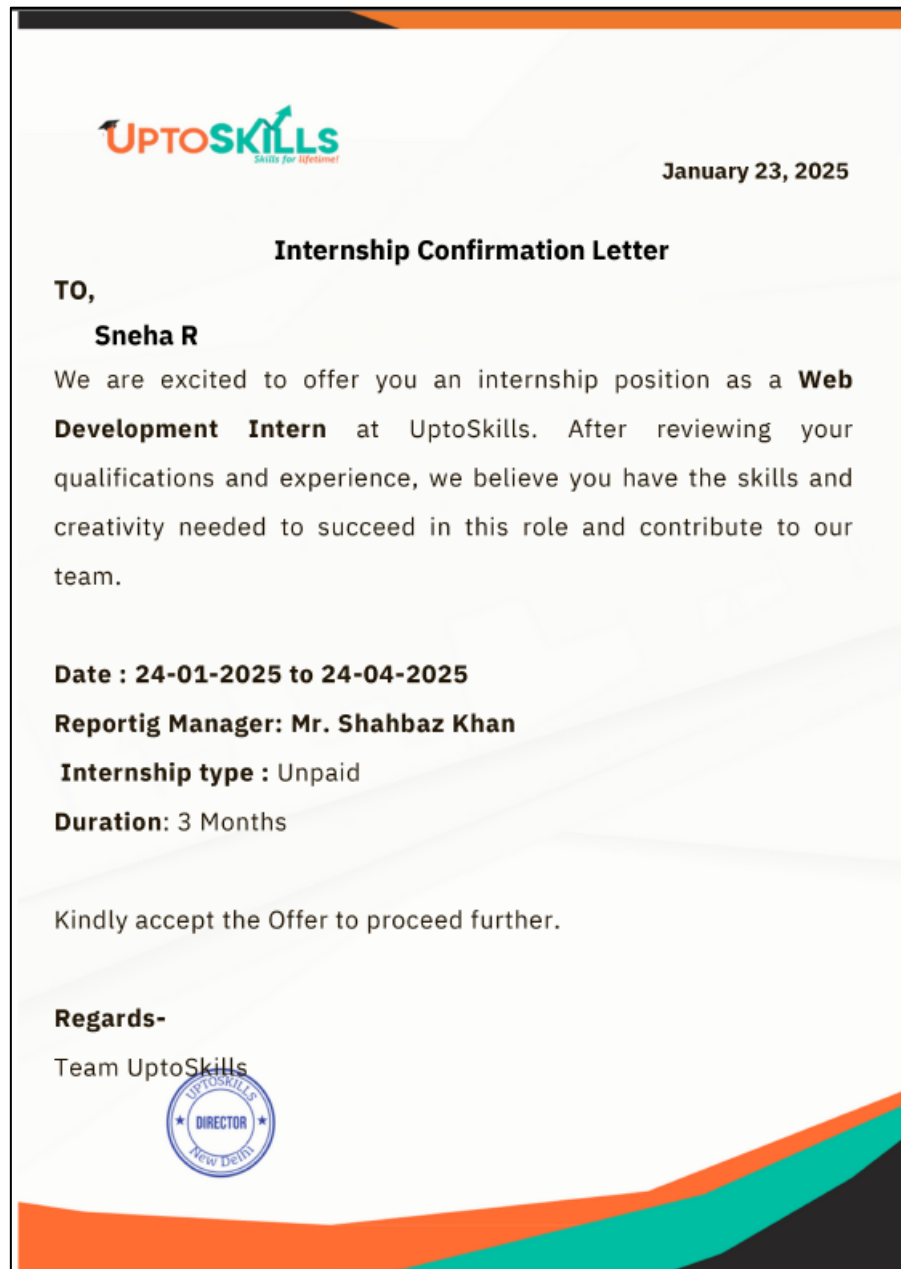 UPTOSKILLS
Skills for lifetime!
January 23, 2025
Internship Confirmation Letter
TO,
Sneha R
We are excited to offer you an internship position as a Web
Development Intern at UptoSkills. After reviewing your
qualifications and experience, we believe you have the skills and
creativity needed to succeed in this role and contribute to our
team.
Date : 24-01-2025 to 24-04-2025
Reportig Manager: Mr. Shahbaz Khan
Internship type : Unpaid
Duration: 3 Months
Kindly accept the Offer to proceed further.
Regards-
Team UptoSkills
UPTOSKILLS
DIRECTOR
New Delhi